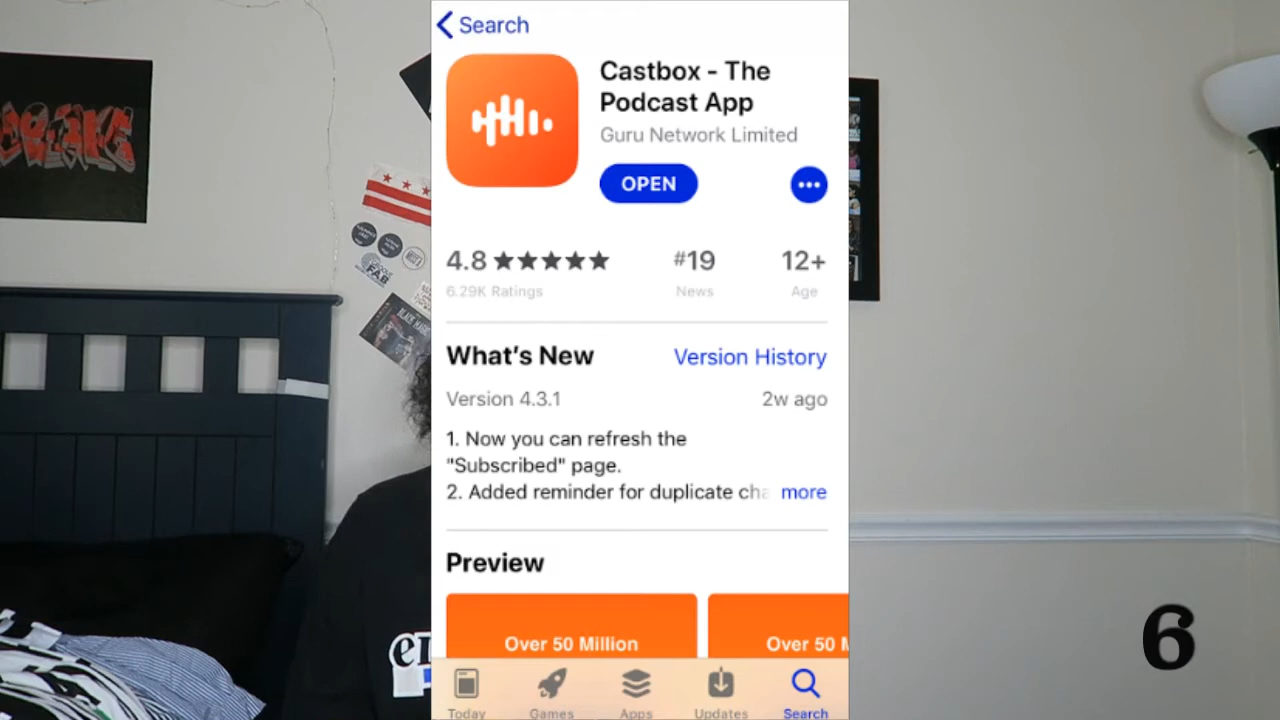 Search
Castbox - The
Podcast App
Guru Network Limited
OPEN
4.8 ★★★★★
#19
12+
6.29K Ratings
News
Age
What's New
Version History
Version 4.3.1
2w ago
1. Now you can refresh the
"Subscribed" page.
2. Added reminder for duplicate cha
more
Preview
Over 50 Million
Over 50 M
Today
Games
Apps
Updates
Search
6